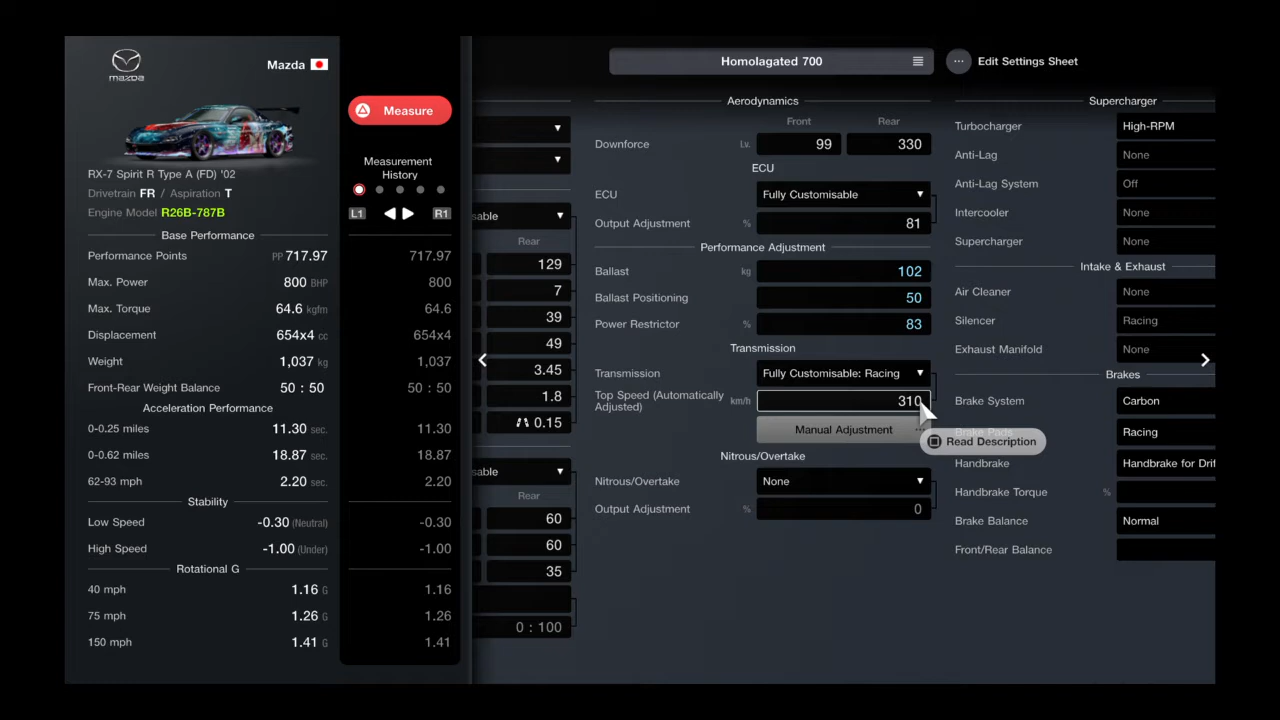 mazda
Mazda
RX-7 Spirit R Type A (FD) '02
Drivetrain FR / Aspiration T
Engine Model R26B-787B
Base Performance
Performance Points PP 717.97
Max. Power 800 BHP
Max. Torque 64.6 kgfm
Displacement 654x4 cc
Weight 1,037 kg
Front-Rear Weight Balance 50 : 50
Acceleration Performance
0-0.25 miles 11.30 sec.
0-0.62 miles 18.87 sec.
62-93 mph 2.20 sec.
Stability
Low Speed -0.30 (Neutral)
High Speed -1.00 (Under)
Rotational G
40 mph 1.16 G
75 mph 1.26 G
150 mph 1.41 G
Measure
Measurement
History
L1 R1
717.97
800
64.6
654x4
1,037
50 : 50
11.30
18.87
2.20
-0.30
-1.00
1.16
1.26
1.41
Homolagated 700
Edit Settings Sheet
sable
Rear
129
7
39
49
3.45
1.8
0.15
sable
Rear
60
60
35
0 : 100
Aerodynamics
Front Rear
Downforce Lv. 99 330
ECU
ECU Fully Customisable
Output Adjustment % 81
Performance Adjustment
Ballast kg 102
Ballast Positioning 50
Power Restrictor % 83
Transmission
Transmission Fully Customisable: Racing
Top Speed (Automatically
Adjusted) km/h 310
Manual Adjustment
Nitrous/Overtake
Nitrous/Overtake None
Output Adjustment % 0
Supercharger
Turbocharger High-RPM
Anti-Lag None
Anti-Lag System Off
Intercooler None
Supercharger None
Intake & Exhaust
Air Cleaner None
Silencer Racing
Exhaust Manifold None
Brakes
Brake System Carbon
Brake Pads Racing
Read Description
Handbrake Handbrake for Drif
Handbrake Torque %
Brake Balance Normal
Front/Rear Balance